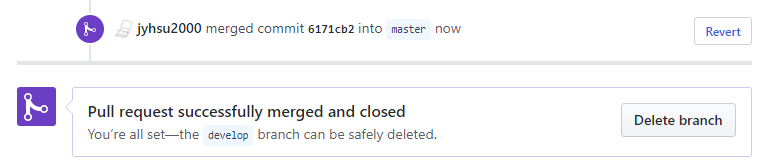 jyhsu2000 merged commit 6171cb2 into master now
Revert
Pull request successfully merged and closed
You're all set—the develop branch can be safely deleted.
Delete branch